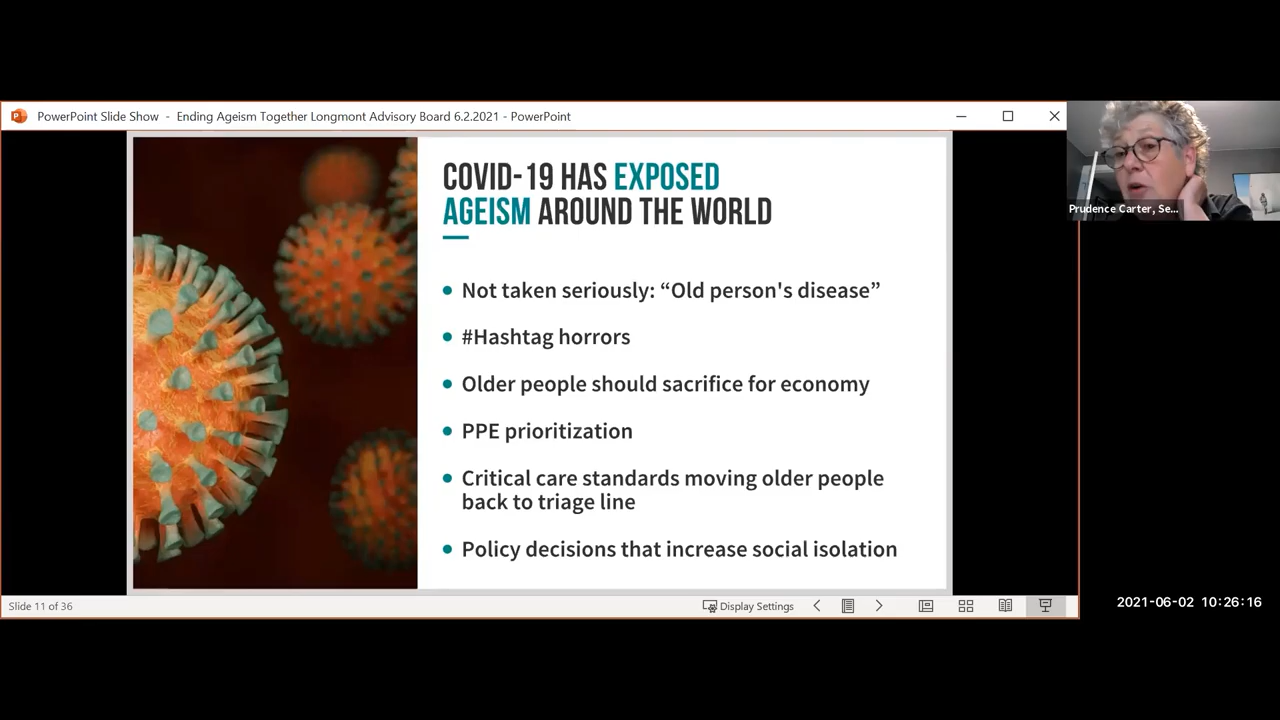 PowerPoint Slide Show - Ending Ageism Together Longmont Advisory Board 6.2.2021 - PowerPoint
Prudence Carter, Se...
COVID-19 HAS EXPOSED
AGEISM AROUND THE WORLD
Not taken seriously: “Old person's disease”
#Hashtag horrors
Older people should sacrifice for economy
PPE prioritization
Critical care standards moving older people
back to triage line
Policy decisions that increase social isolation
Slide 11 of 36
Display Settings
2021-06-02 10:26:16